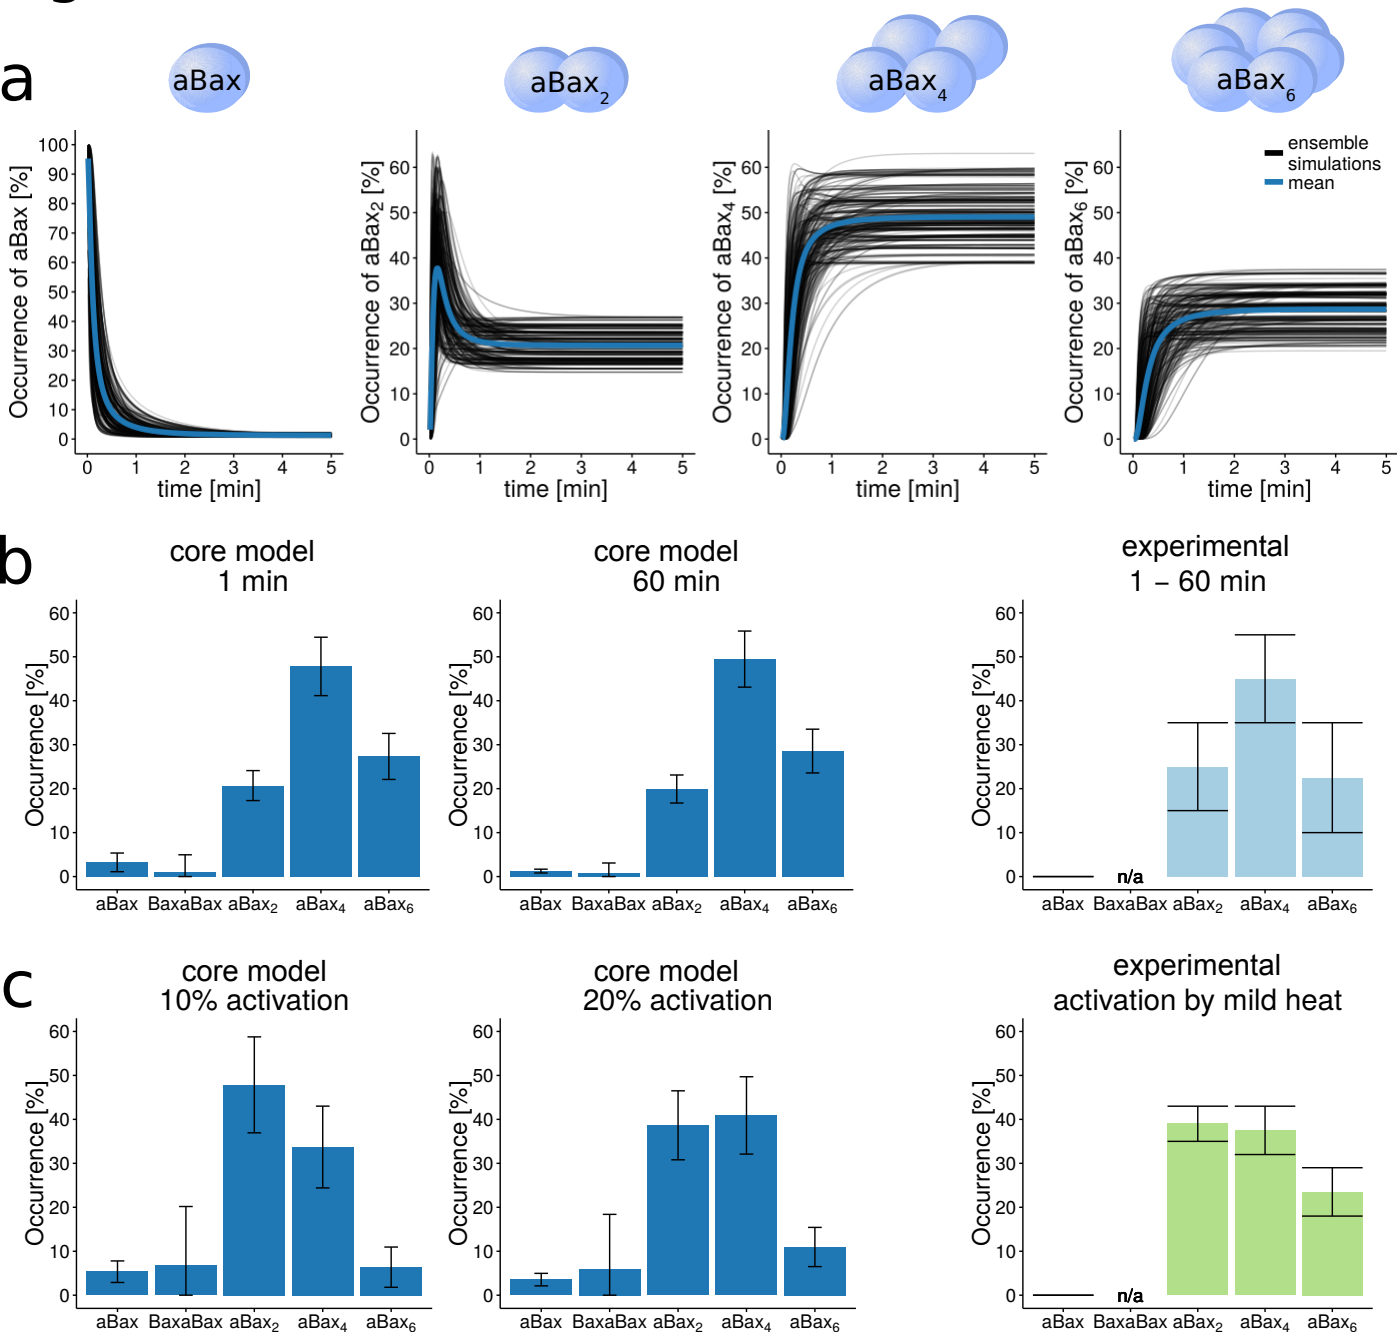 a
aBax
aBax2
aBax4
aBax6
Occurrence of aBax [%]
100
90
80
70
60
50
40
30
20
10
0
0 1 2 3 4 5
time [min]
Occurrence of aBax2 [%]
60
50
40
30
20
10
0
0 1 2 3 4 5
time [min]
Occurrence of aBax4 [%]
60
50
40
30
20
10
0
0 1 2 3 4 5
time [min]
Occurrence of aBax6 [%]
60
50
40
30
20
10
0
0 1 2 3 4 5
time [min]
ensemble
simulations
mean
b
core model
1 min
Occurrence [%]
60
50
40
30
20
10
0
aBax BaxaBax aBax2 aBax4 aBax6
core model
60 min
Occurrence [%]
60
50
40
30
20
10
0
aBax BaxaBax aBax2 aBax4 aBax6
experimental
1 – 60 min
Occurrence [%]
60
50
40
30
20
10
0
n/a
aBax BaxaBax aBax2 aBax4 aBax6
c
core model
10% activation
Occurrence [%]
60
50
40
30
20
10
0
aBax BaxaBax aBax2 aBax4 aBax6
core model
20% activation
Occurrence [%]
60
50
40
30
20
10
0
aBax BaxaBax aBax2 aBax4 aBax6
experimental
activation by mild heat
Occurrence [%]
60
50
40
30
20
10
0
n/a
aBax BaxaBax aBax2 aBax4 aBax6